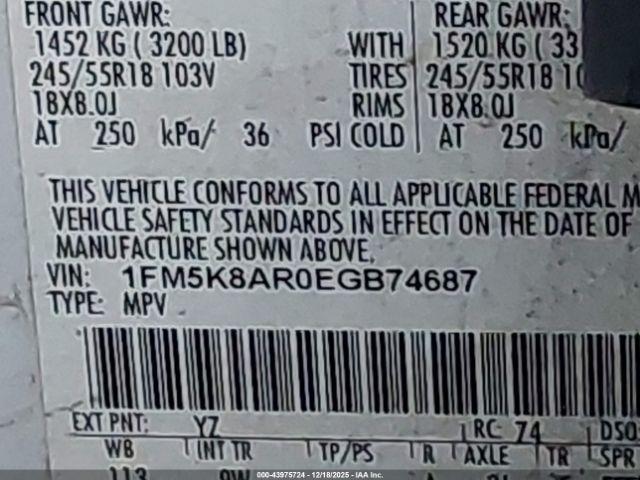 FRONT GAWR: REAR GAWR:
1452 KG ( 3200 LB) WITH 1520 KG ( 33
245/55R18 103V TIRES 245/55R18 10
18X8.0J RIMS 18X8.0J
AT 250 kPa/ 36 PSI COLD AT 250 kPa/
THIS VEHICLE CONFORMS TO ALL APPLICABLE FEDERAL M
VEHICLE SAFETY STANDARDS IN EFFECT ON THE DATE OF
MANUFACTURE SHOWN ABOVE.
VIN: 1FM5K8AR0EGB74687
TYPE: MPV
EXT PNT: YZ RC: 74 DSO:
WB INT TR TP/PS R AXLE TR SPR
113
000-43975724 - 12/18/2025 - IAA Inc.